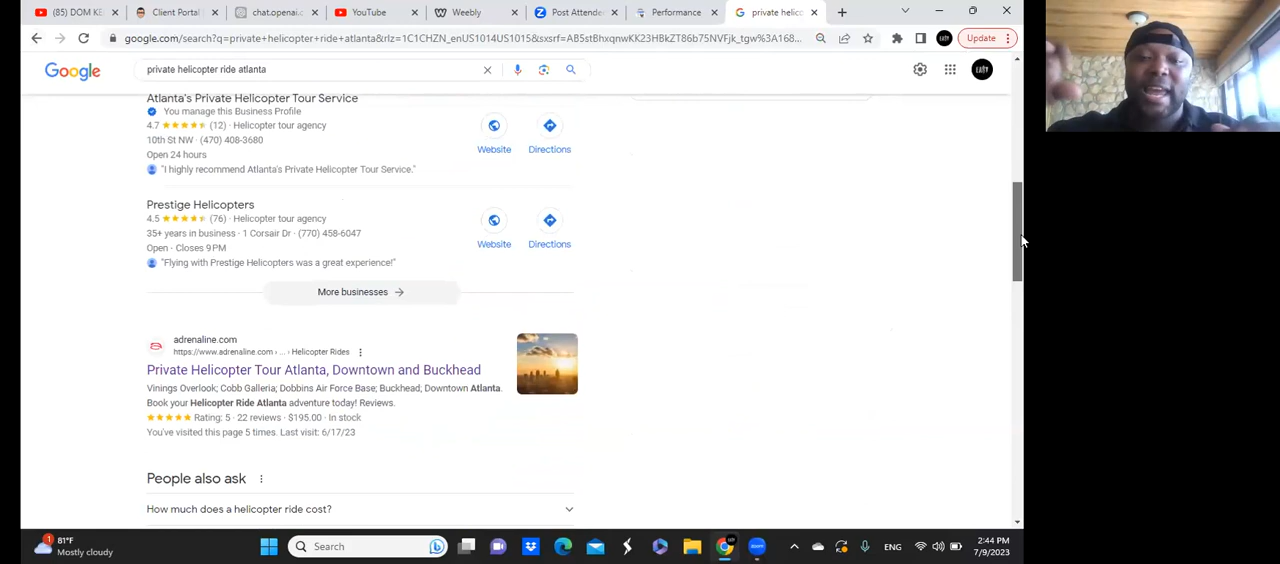 (85) DOM KE
Client Portal
chat.openai.c
YouTube
Weebly
Post Attende
Performance
private helic
google.com/search?q=private+helicopter+ride+atlanta&rlz=1C1CHZN_enUS1014US1015&sxsrf=AB5stBhxqnwKK23HBkZT86b75NVFjk_tgw%3A168...
Update
Google
private helicopter ride atlanta
EASY
Atlanta's Private Helicopter Tour Service
You manage this Business Profile
4.7 (12) · Helicopter tour agency
10th St NW · (470) 408-3680
Open 24 hours
"I highly recommend Atlanta's Private Helicopter Tour Service."
Website
Directions
Prestige Helicopters
4.5 (76) · Helicopter tour agency
35+ years in business · 1 Corsair Dr · (770) 458-6047
Open · Closes 9 PM
"Flying with Prestige Helicopters was a great experience!"
Website
Directions
More businesses
adrenaline.com
https://www.adrenaline.com › ... › Helicopter Rides
Private Helicopter Tour Atlanta, Downtown and Buckhead
Vinings Overlook; Cobb Galleria; Dobbins Air Force Base; Buckhead; Downtown Atlanta.
Book your Helicopter Ride Atlanta adventure today! Reviews.
Rating: 5 · 22 reviews · $195.00 · In stock
You've visited this page 5 times. Last visit: 6/17/23
People also ask
How much does a helicopter ride cost?
1
81°F
Mostly cloudy
Search
ENG
2:44 PM
7/9/2023